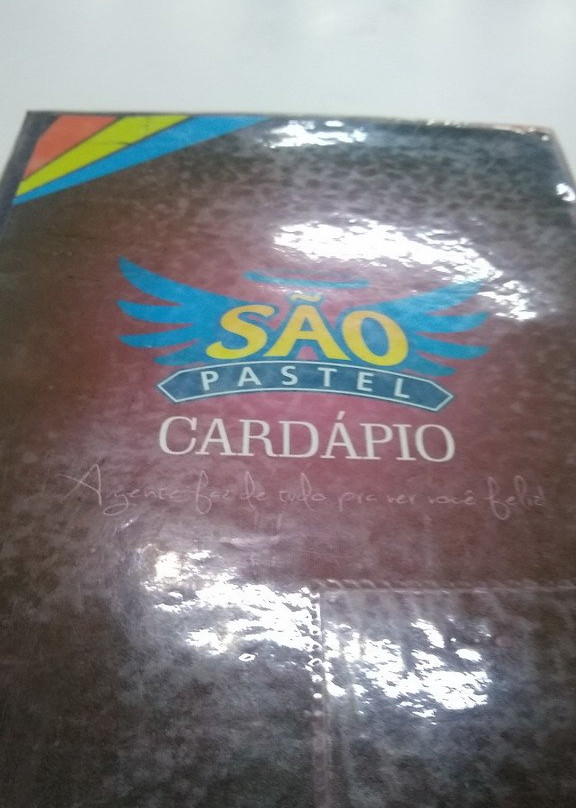 SÃO
PASTEL
CARDÁPIO
A gente faz de tudo pra ver você feliz!